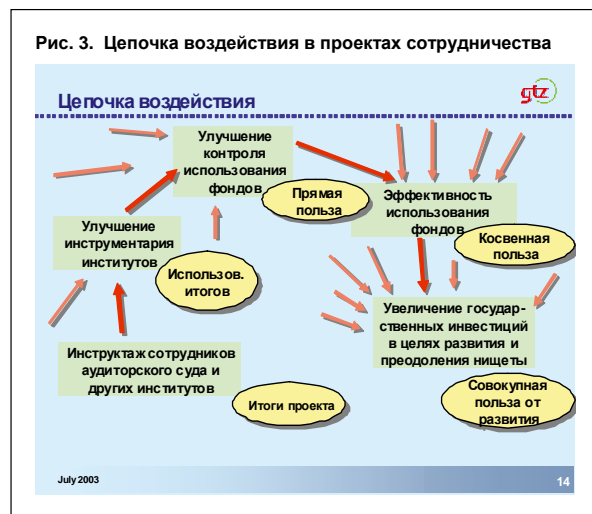 Рис. 3. Цепочка воздействия в проектах сотрудничества
Цепочка воздействия
gtz
Улучшение
контроля
использования
фондов
Прямая
польза
Эффективность
использования
фондов
Косвенная
польза
Улучшение
инструментария
институтов
Использов.
итогов
Увеличение государ-
ственных инвестиций
в целях развития и
преодоления нищеты
Инструктаж сотрудников
аудиторского суда и
других институтов
Итоги проекта
Совокупная
польза от
развития
July 2003
14